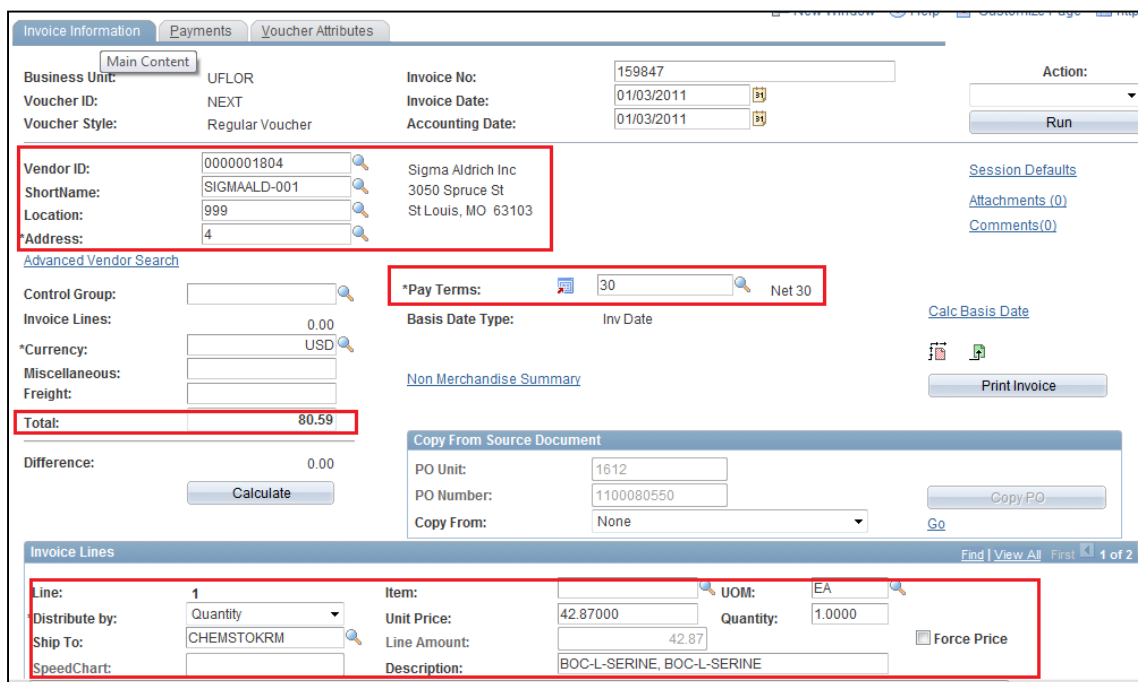 New Window Help Customize Page
Invoice Information Payments Voucher Attributes
Main Content
Business Unit: UFLOR Invoice No: 159847 Action:
Voucher ID: NEXT Invoice Date: 01/03/2011 31
Voucher Style: Regular Voucher Accounting Date: 01/03/2011 31 Run
Vendor ID: 0000001804 Sigma Aldrich Inc Session Defaults
ShortName: SIGMAALD-001 3050 Spruce St Attachments (0)
Location: 999 St Louis, MO 63103
*Address: 4 Comments(0)
Advanced Vendor Search
Control Group: *Pay Terms: 30 Net 30
Invoice Lines: 0.00 Basis Date Type: Inv Date Calc Basis Date
*Currency: USD
Miscellaneous: Non Merchandise Summary Print Invoice
Freight:
Total: 80.59
Copy From Source Document
Difference: 0.00 PO Unit: 1612
Calculate PO Number: 1100080550 Copy PO
Copy From: None Go
Invoice Lines Find | View All First 1 of 2
Line: 1 Item: UOM: EA
*Distribute by: Quantity Unit Price: 42.87000 Quantity: 1.0000
Ship To: CHEMSTOKRM Line Amount: 42.87 Force Price
SpeedChart: Description: BOC-L-SERINE, BOC-L-SERINE